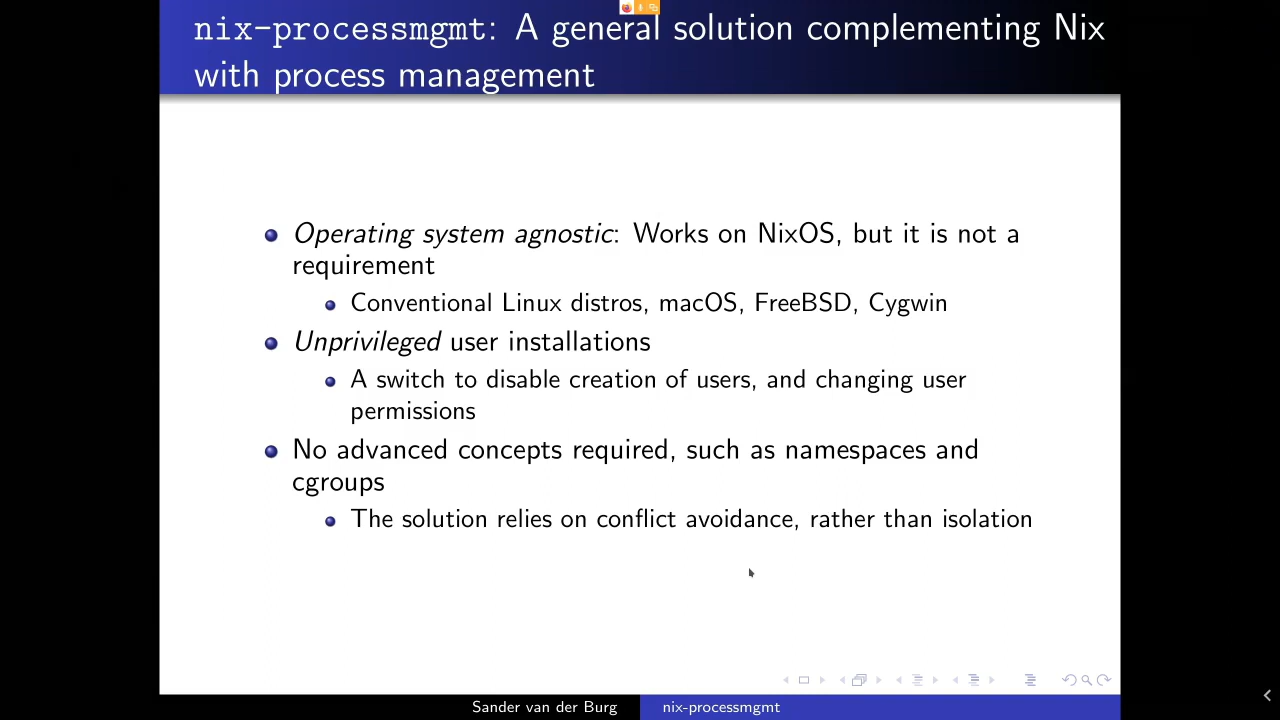 nix-processmgmt: A general solution complementing Nix
with process management
Operating system agnostic: Works on NixOS, but it is not a
requirement
Conventional Linux distros, macOS, FreeBSD, Cygwin
Unprivileged user installations
A switch to disable creation of users, and changing user
permissions
No advanced concepts required, such as namespaces and
cgroups
The solution relies on conflict avoidance, rather than isolation
Sander van der Burg
nix-processmgmt